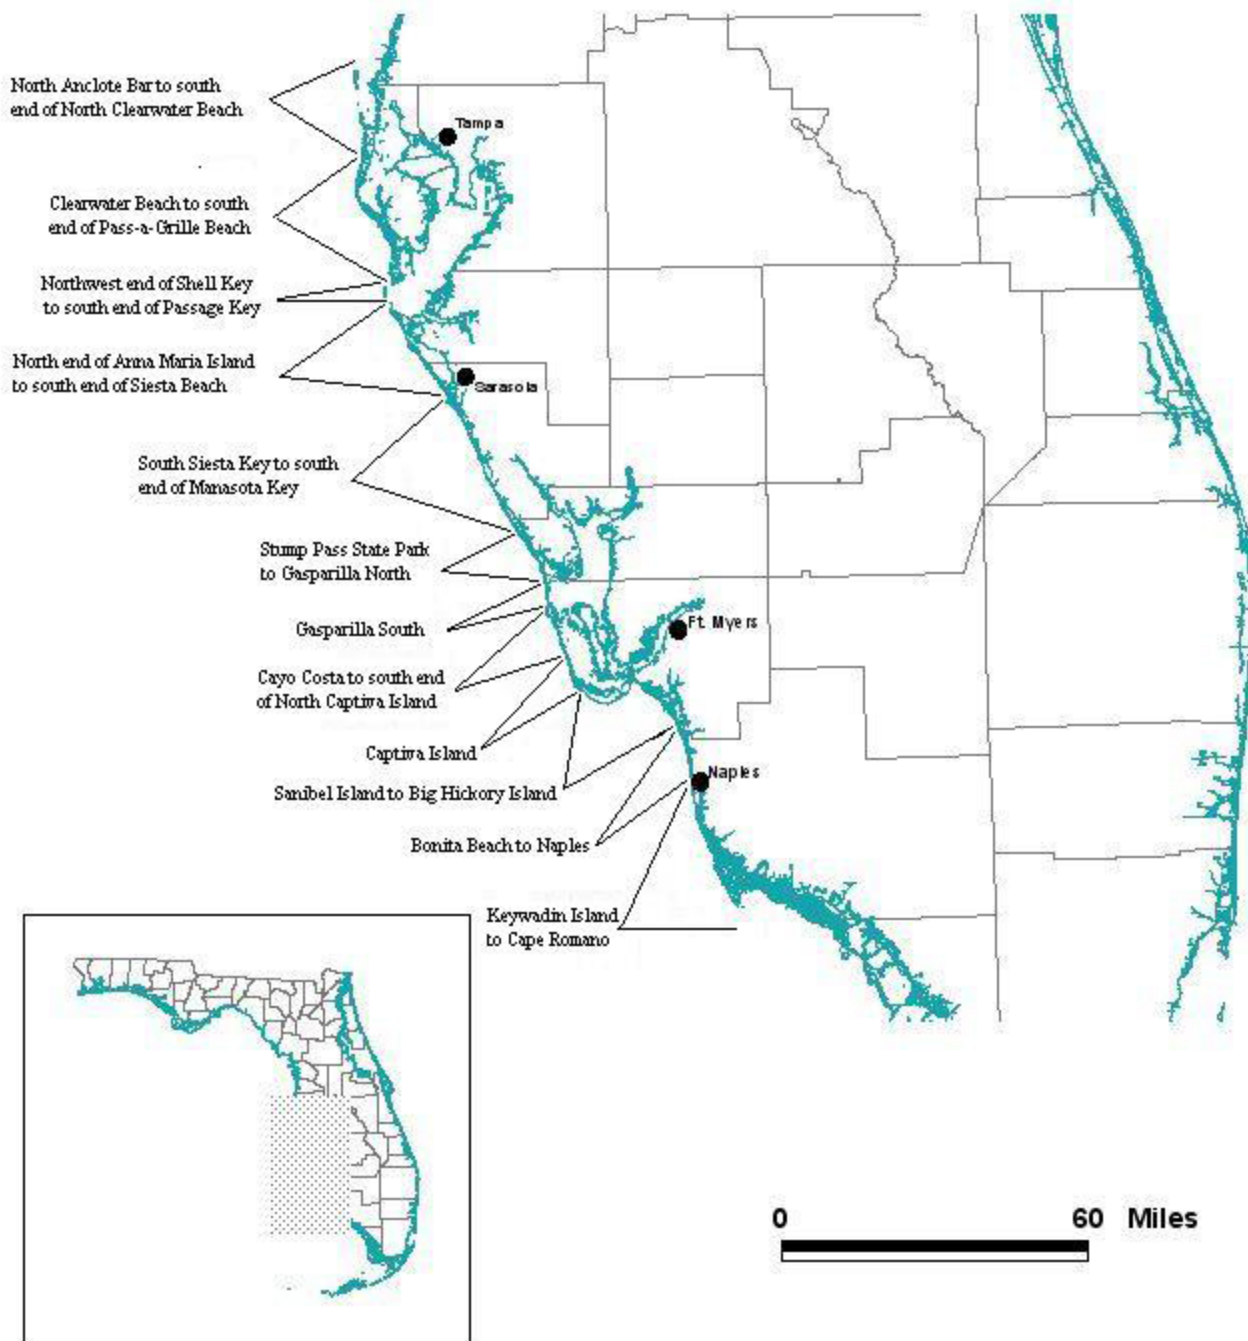 North Anclote Bar to south
end of North Clearwater Beach
Tampa
Clearwater Beach to south
end of Pass-a-Grille Beach
Northwest end of Shell Key
to south end of Passage Key
North end of Anna Maria Island
to south end of Siesta Beach
Sarasota
South Siesta Key to south
end of Manasota Key
Stump Pass State Park
to Gasparilla North
Gasparilla South
Ft. Myers
Cayo Costa to south end
of North Captiva Island
Captiva Island
Naples
Sanibel Island to Big Hickory Island
Bonita Beach to Naples
Keywadin Island
to Cape Romano
0 60 Miles